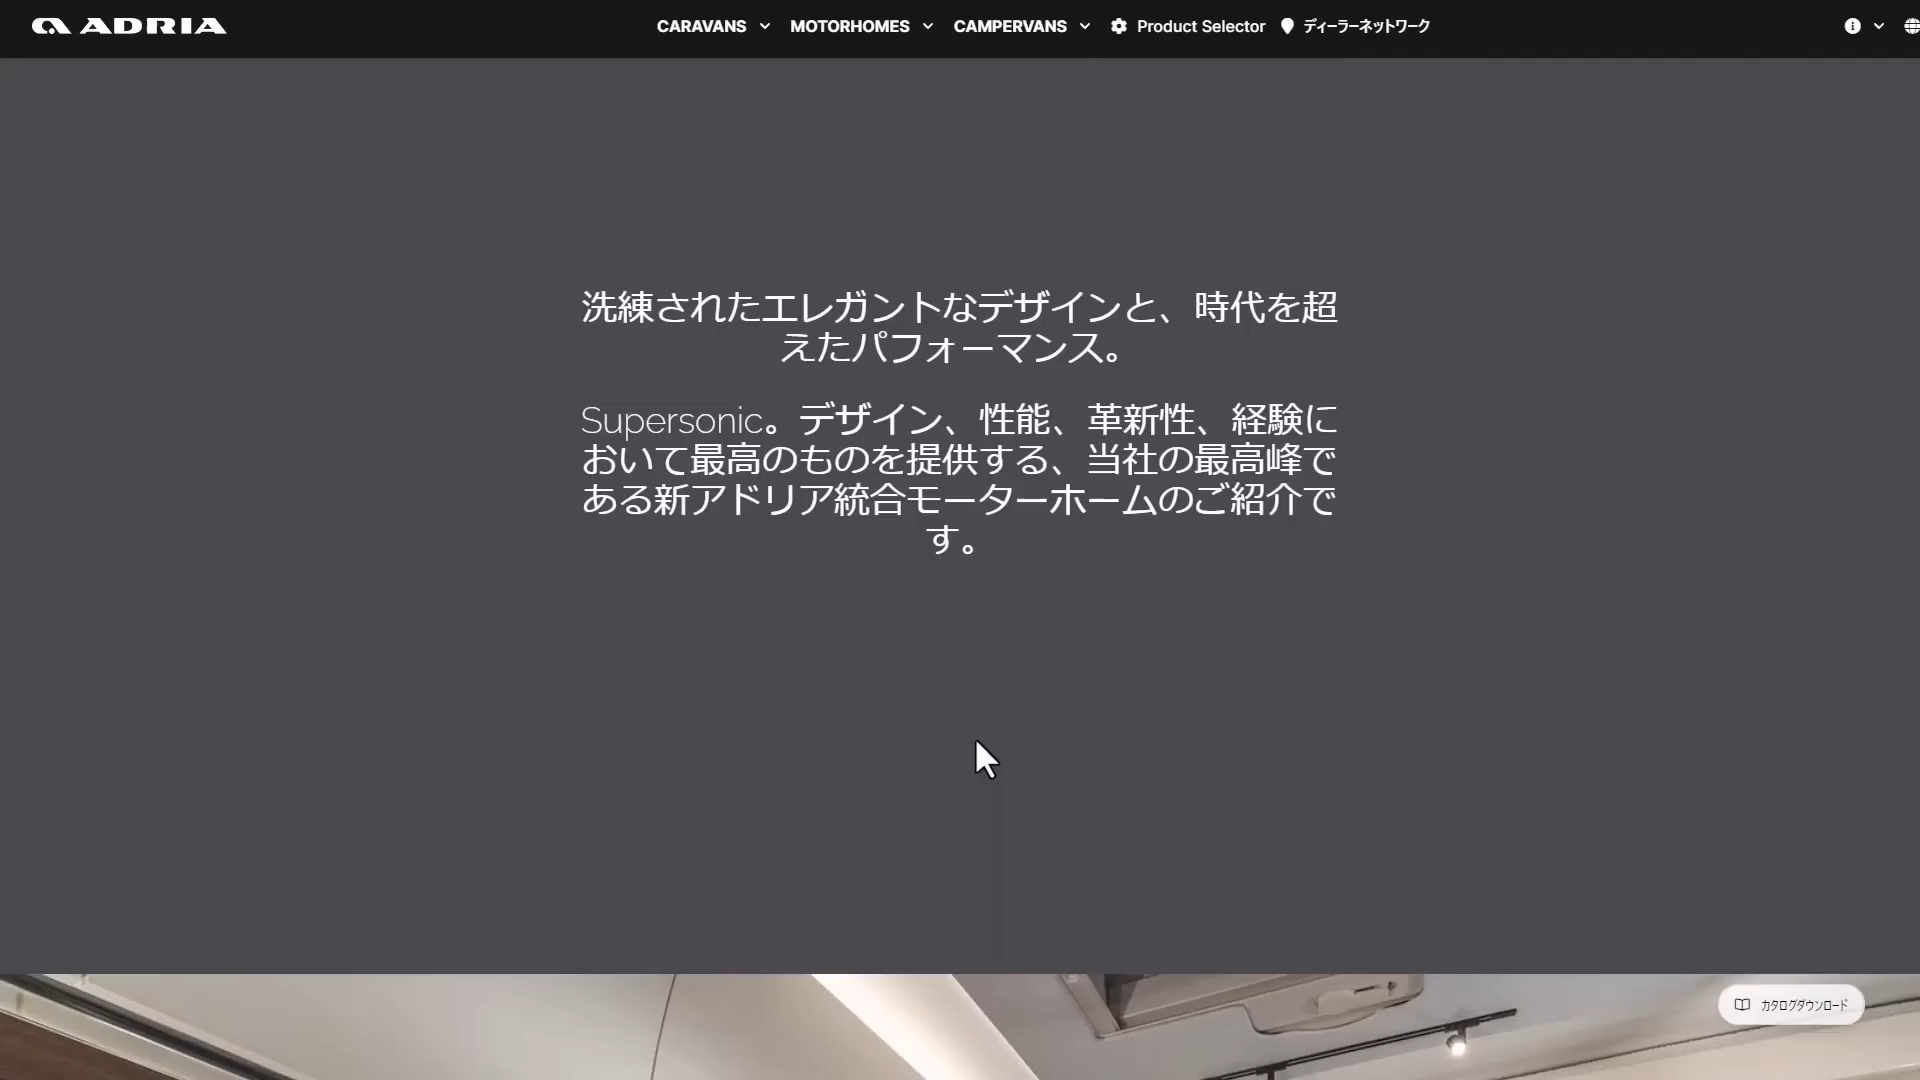 ADRIA
CARAVANS
MOTORHOMES
CAMPERVANS
Product Selector
ディーラーネットワーク
洗練されたエレガントなデザインと、時代を超
えたパフォーマンス。
Supersonic。デザイン、性能、革新性、経験に
おいて最高のものを提供する、当社の最高峰で
ある新アドリア統合モーターホームのご紹介で
す。
カタログダウンロード